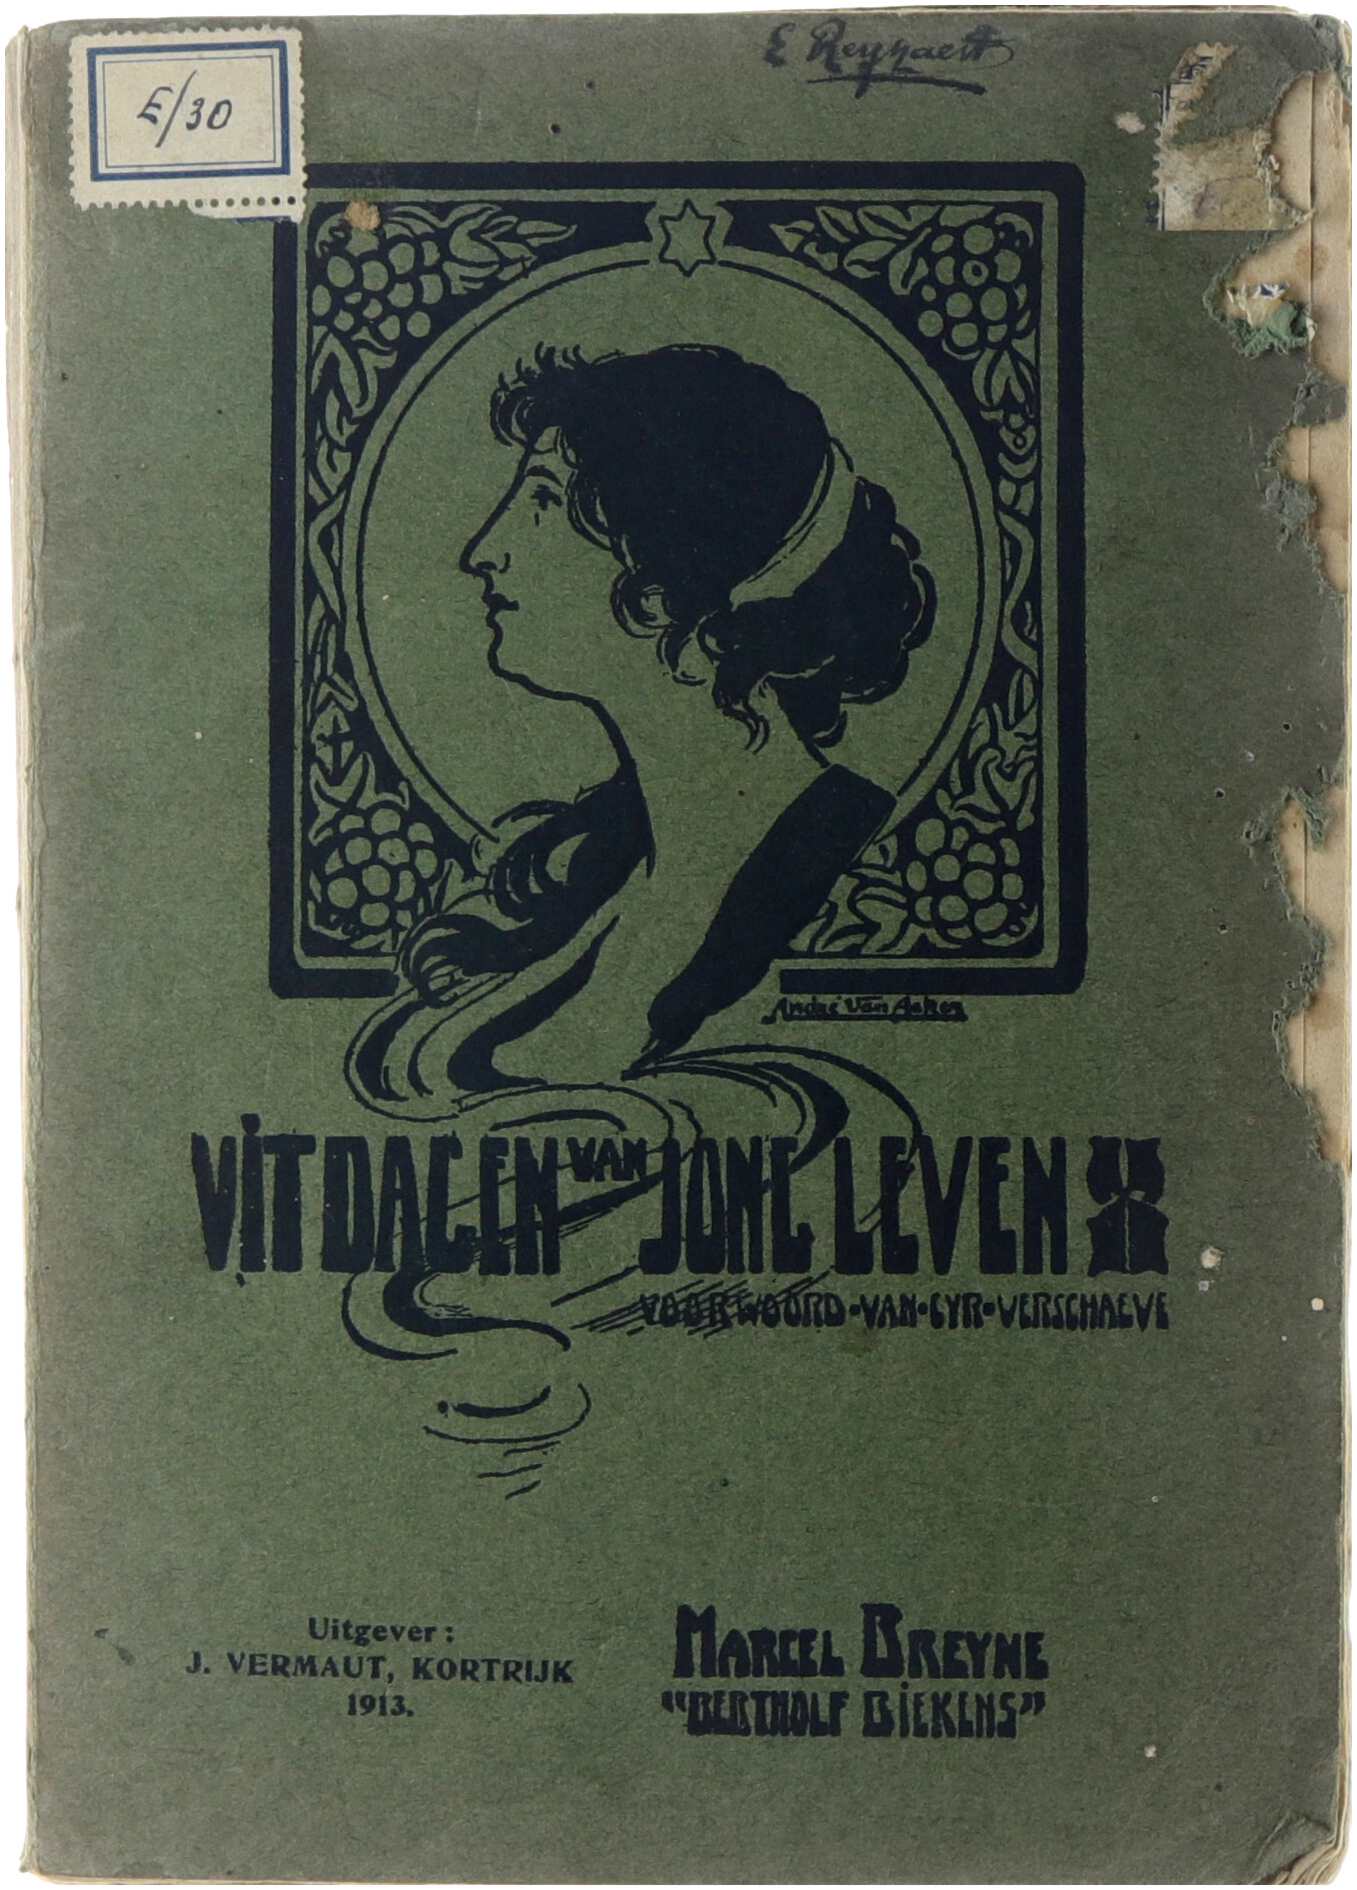 E/30
E Reynaert
André Van Acker
VIT DAGEN VAN JONG LEVEN
VOORWOORD•VAN•CYR•VERSCHAEVE
Uitgever:
J. VERMAUT, KORTRIJK
1913.
MARCEL BREYNE
"BERTHOLF BIEKENS"